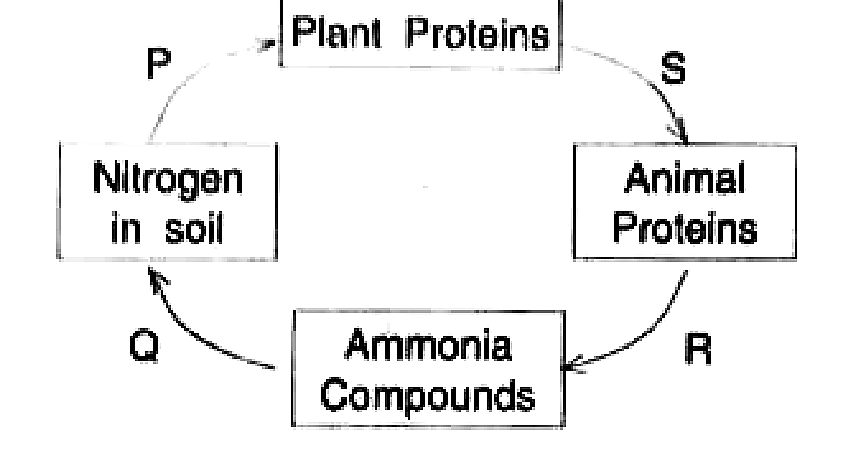 Plant Proteins
P
S
Nitrogen
in soil
Animal
Proteins
Q
Ammonia
Compounds
R